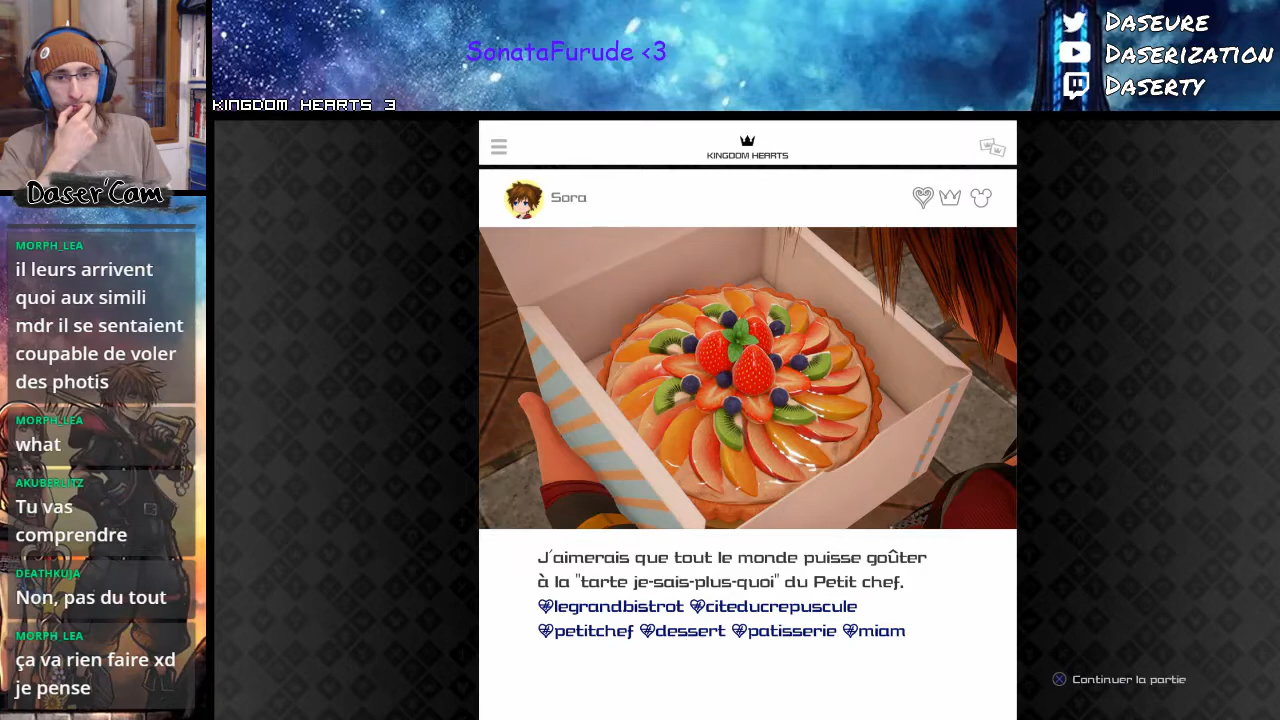 SonataFurude <3
Daseure
Daserization
Daserty
KINGDOM HEARTS 3
Daser'Cam
MORPH_LEA
il leurs arrivent
quoi aux simili
mdr il se sentaient
coupable de voler
des photis
MORPH_LEA
what
AKUBERLITZ
Tu vas
comprendre
DEATHKUJA
Non, pas du tout
MORPH_LEA
ça va rien faire xd
je pense
KINGDOM HEARTS
Sora
J'aimerais que tout le monde puisse goûter
à la "tarte je-sais-plus-quoi" du Petit chef.
legrandbistrot citeducrepuscule
petitchef dessert patisserie miam
Continuer la partie